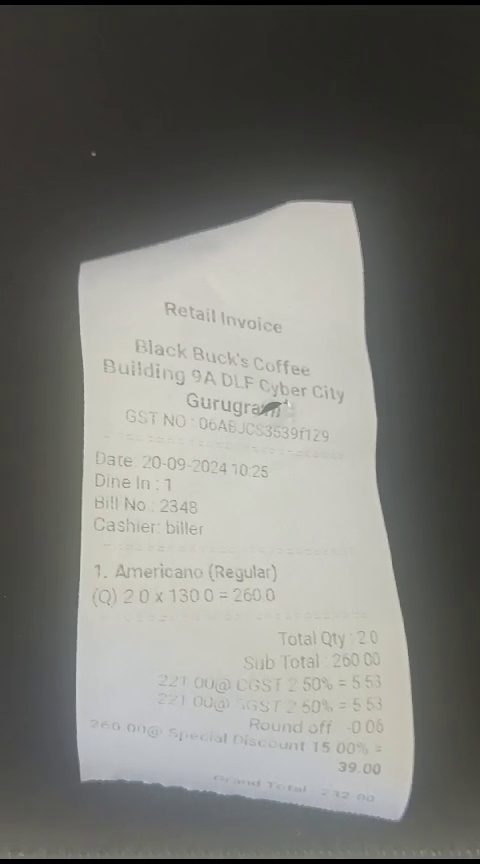 Retail Invoice
Black Buck's Coffee
Building 9A DLF Cyber City
Gurugram
GST NO : 06ABJCS3539f1Z9
Date: 20-09-2024 10:25
Dine In : 1
Bill No.: 2348
Cashier: biller
1. Americano (Regular)
(Q) 2.0 x 130.0 = 260.0
Total Qty : 2.0
Sub Total : 260.00
221.00@ CGST 2.50% = 5.53
221.00@ SGST 2.50% = 5.53
Round off -0.06
260.00@ Special Discount 15.00% =
39.00
Grand Total : 232.00